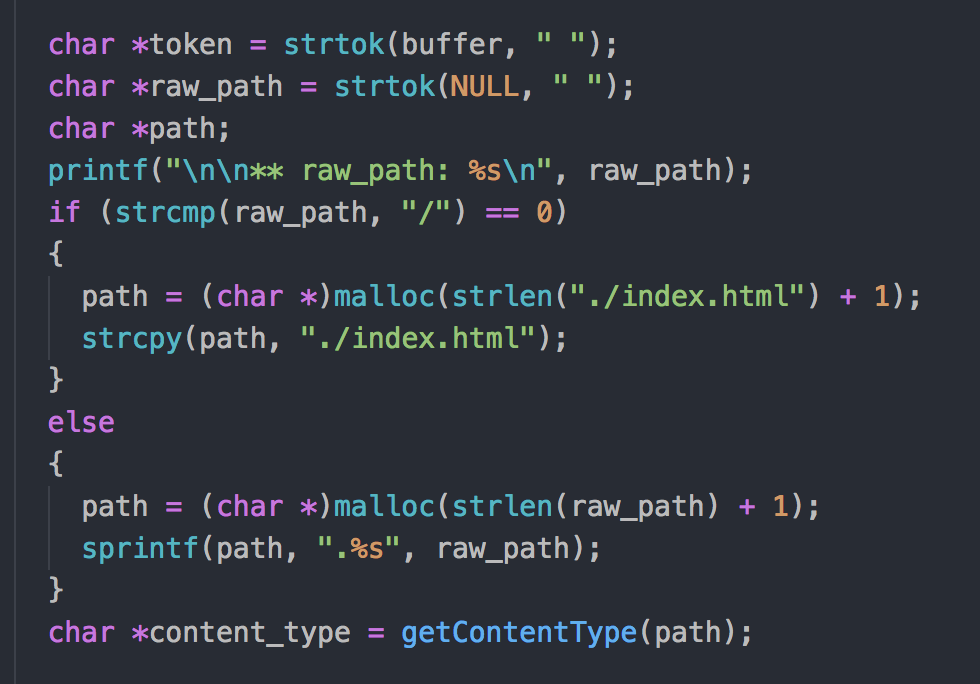 char *token = strtok(buffer, " ");
char *raw_path = strtok(NULL, " ");
char *path;
printf("\n\n** raw_path: %s\n", raw_path);
if (strcmp(raw_path, "/") == 0)
{
  path = (char *)malloc(strlen("./index.html") + 1);
  strcpy(path, "./index.html");
}
else
{
  path = (char *)malloc(strlen(raw_path) + 1);
  sprintf(path, ".%s", raw_path);
}
char *content_type = getContentType(path);